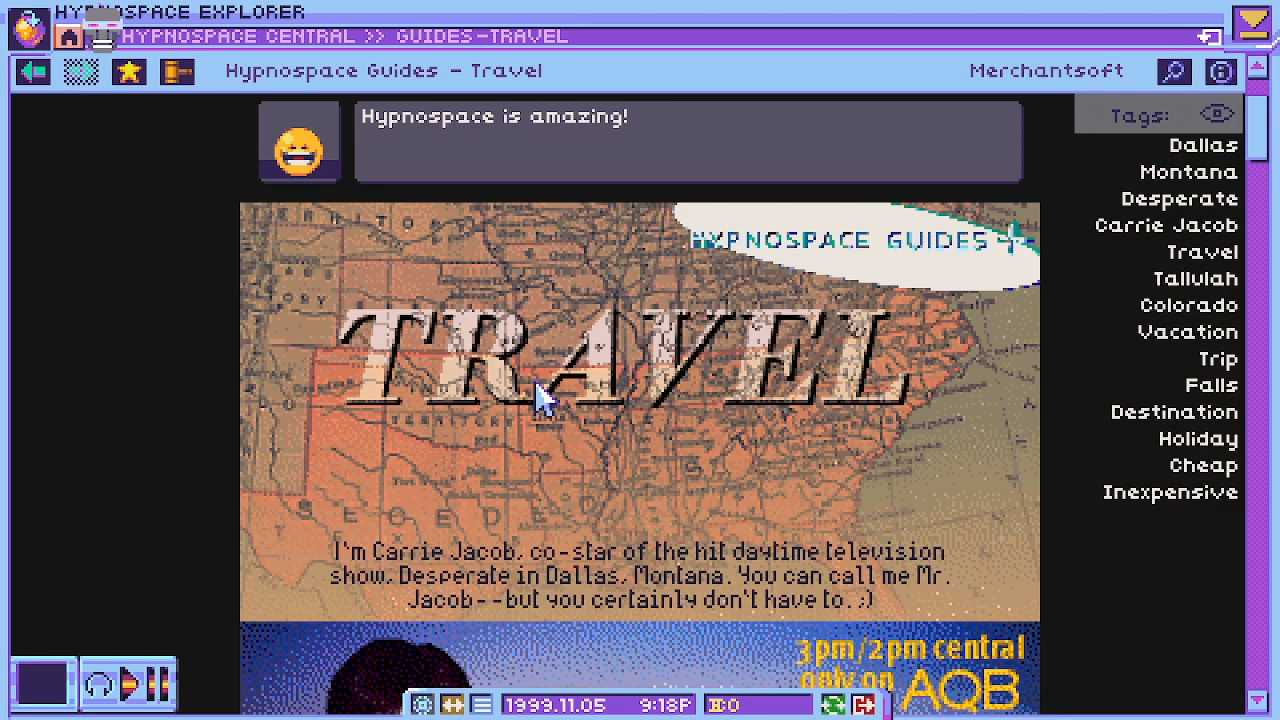 HYPNOSPACE EXPLORER
HYPNOSPACE CENTRAL >> GUIDES-TRAVEL
Hypnospace Guides - Travel
Merchantsoft
Hypnospace is amazing!
Tags:
Dallas
Montana
Desperate
Carrie Jacob
Travel
Tallulah
Colorado
Vacation
Trip
Falls
Destination
Holiday
Cheap
Inexpensive
HYPNOSPACE GUIDES
TRAVEL
TERRITORY
SECEDE
I'm Carrie Jacob, co-star of the hit daytime television
show, Desperate in Dallas, Montana. You can call me Mr.
Jacob--but you certainly don't have to. ;)
3pm/2pm central
only on AQB
1999.11.05 9:18P
0